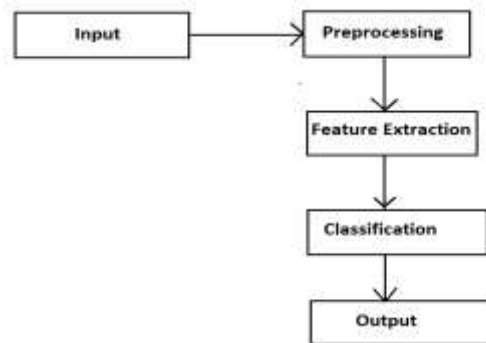 Input
Preprocessing
Feature Extraction
Classification
Output